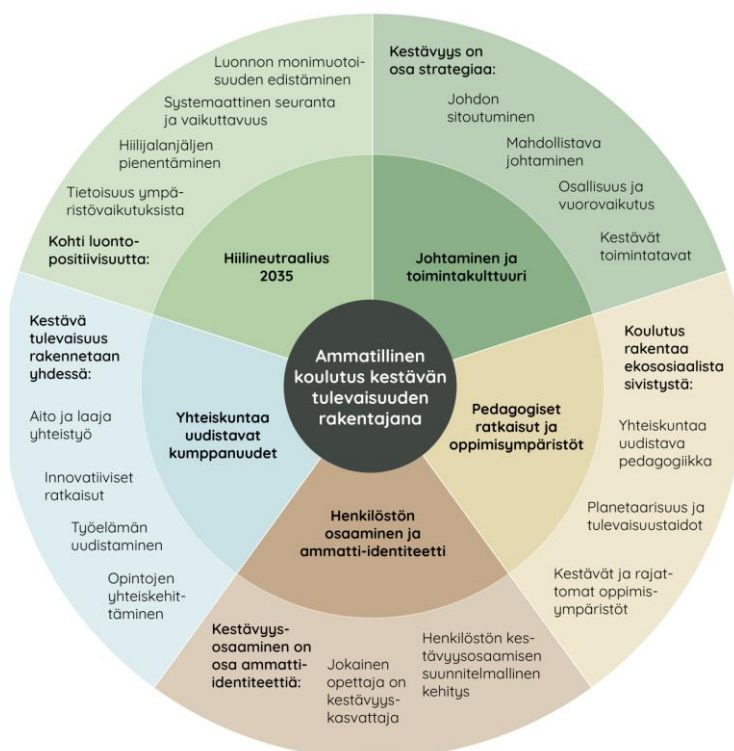 Ammatillinen
koulutus kestävän
tulevaisuuden
rakentajana
Johtaminen ja
toimintakulttuuri
Kestävyys on
osa strategiaa:
Johdon
sitoutuminen
Mahdollistava
johtaminen
Osallisuus ja
vuorovaikutus
Kestävät
toimintatavat
Pedagogiset
ratkaisut ja
oppimisympäristöt
Koulutus
rakentaa
ekososiaalista
sivistystä:
Yhteiskuntaa
uudistava
pedagogiikka
Planetaarisuus ja
tulevaisuustaidot
Kestävät ja rajat-
tomat oppimis-
ympäristöt
Henkilöstön
osaaminen ja
ammatti-identiteetti
Kestävyys-
osaaminen on
osa ammatti-
identiteettiä:
Jokainen
opettaja on
kestävyys-
kasvattaja
Henkilöstön kes-
tävyysosaamisen
suunnitelmallinen
kehitys
Yhteiskuntaa
uudistavat
kumppanuudet
Kestävä
tulevaisuus
rakennetaan
yhdessä:
Aito ja laaja
yhteistyö
Innovatiiviset
ratkaisut
Työelämän
uudistaminen
Opintojen
yhteiskehit-
täminen
Hiilineutraalius
2035
Kohti luonto-
positiivisuutta:
Tietoisuus ympä-
ristövaikutuksista
Hiilijalanjäljen
pienentäminen
Systemaattinen seuranta
ja vaikuttavuus
Luonnon monimuotoi-
suuden edistäminen